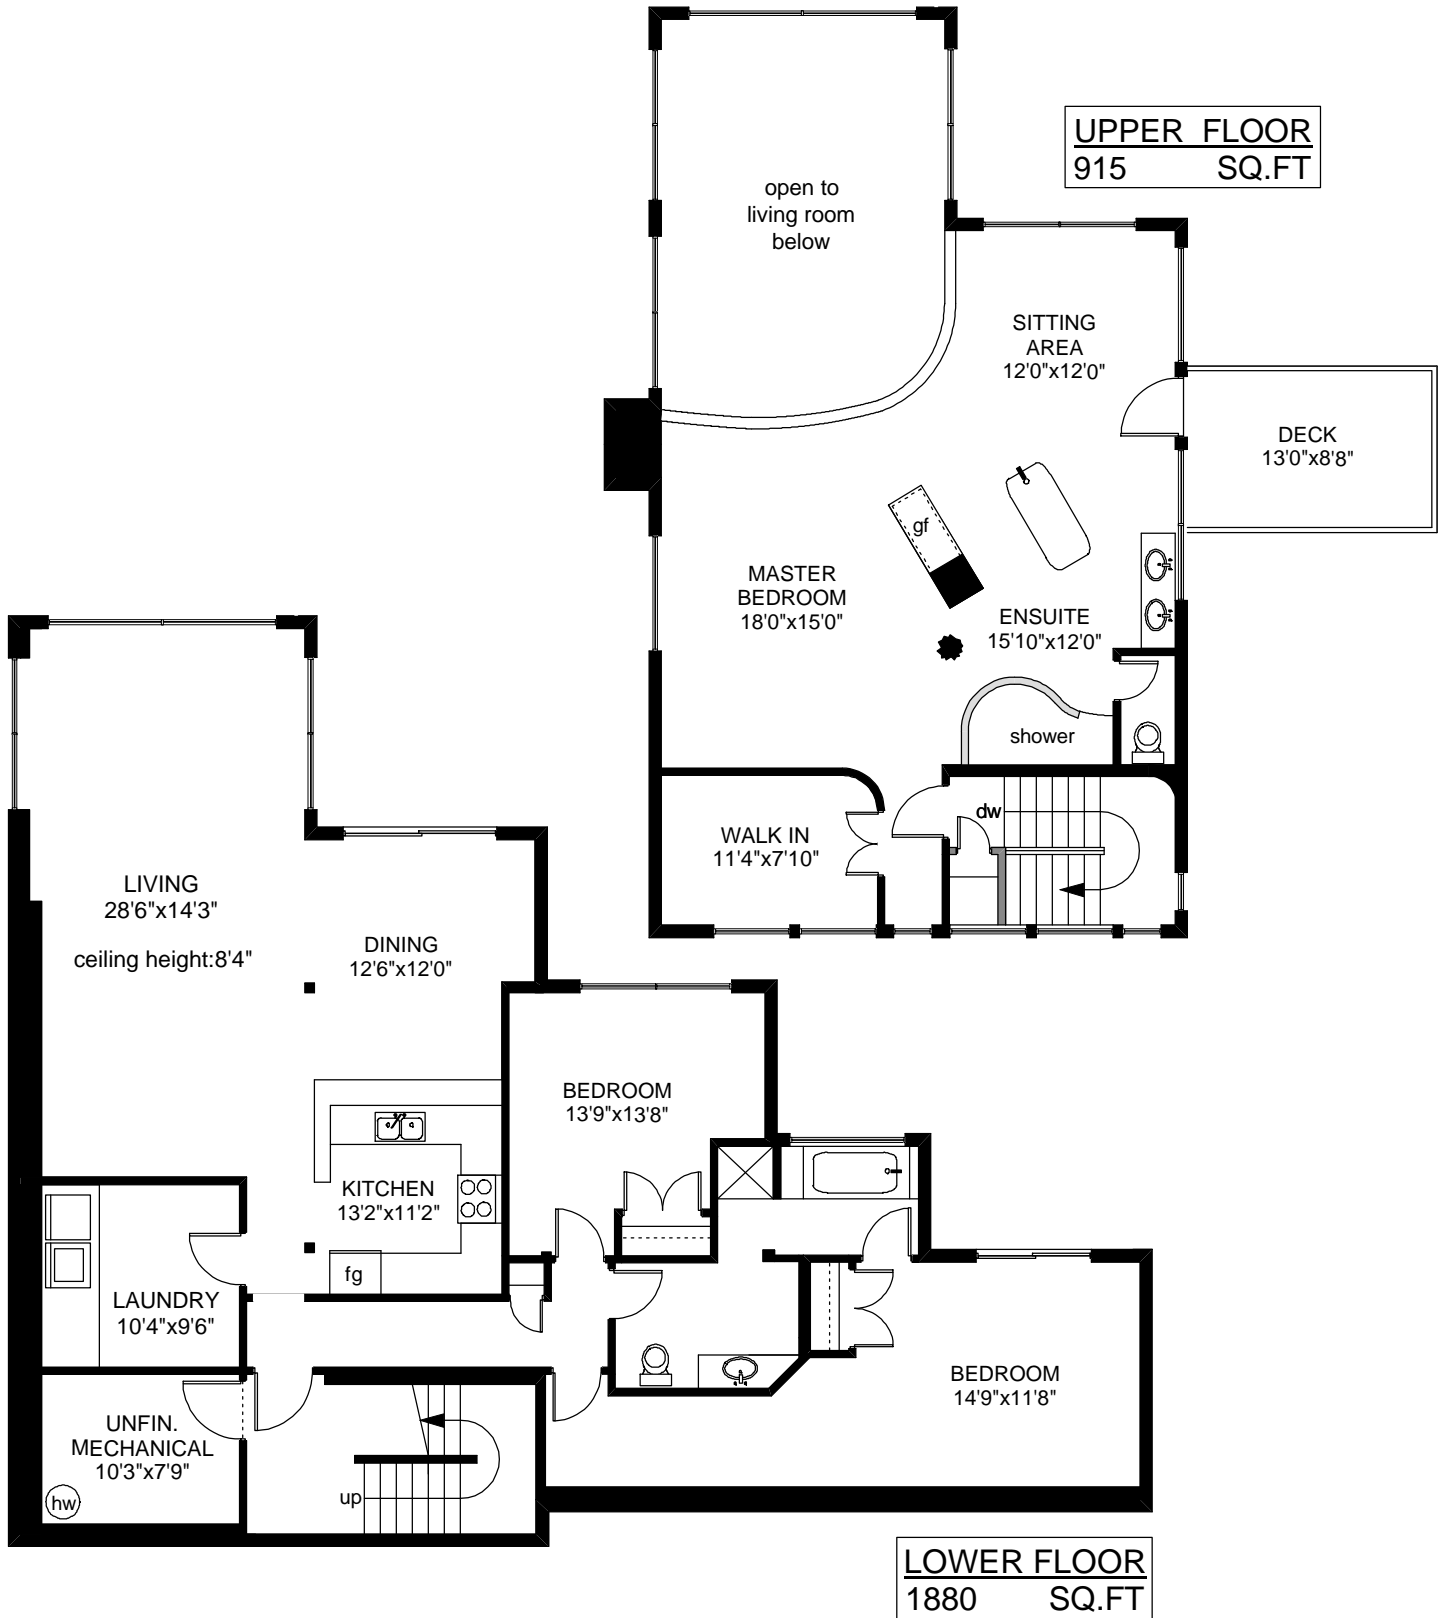 UPPER FLOOR
915 SQ.FT
open to
living room
below
SITTING
AREA
12'0"x12'0"
DECK
13'0"x8'8"
gf
MASTER
BEDROOM
18'0"x15'0"
ENSUITE
15'10"x12'0"
shower
WALK IN
11'4"x7'10"
dw
LIVING
28'6"x14'3"
ceiling height:8'4"
DINING
12'6"x12'0"
BEDROOM
13'9"x13'8"
KITCHEN
13'2"x11'2"
fg
LAUNDRY
10'4"x9'6"
BEDROOM
14'9"x11'8"
UNFIN.
MECHANICAL
10'3"x7'9"
hw
up
LOWER FLOOR
1880 SQ.FT